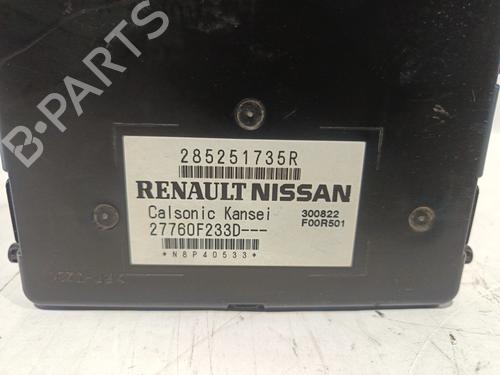 285251735R
RENAULT NISSAN
Calsonic Kansei 300822
27760F233D--- F00R501
*N8P40533*
B-PARTS